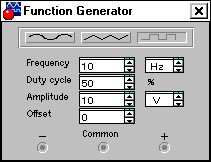 Function Generator
Frequency 10 Hz
Duty cycle 50 %
Amplitude 10 V
Offset 0
− Common +